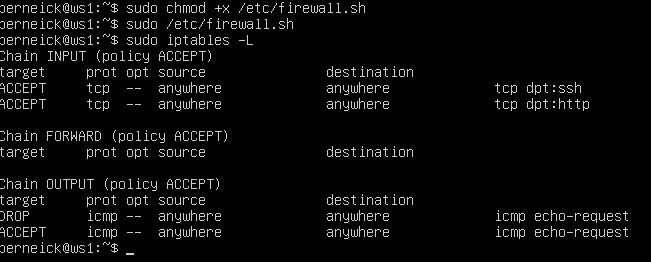 perneick@ws1:~$ sudo chmod +x /etc/firewall.sh
perneick@ws1:~$ sudo /etc/firewall.sh
perneick@ws1:~$ sudo iptables -L
Chain INPUT (policy ACCEPT)
target     prot opt source               destination
ACCEPT     tcp  --  anywhere             anywhere             tcp dpt:ssh
ACCEPT     tcp  --  anywhere             anywhere             tcp dpt:http

Chain FORWARD (policy ACCEPT)
target     prot opt source               destination

Chain OUTPUT (policy ACCEPT)
target     prot opt source               destination
DROP       icmp --  anywhere             anywhere             icmp echo-request
ACCEPT     icmp --  anywhere             anywhere             icmp echo-request
perneick@ws1:~$ _